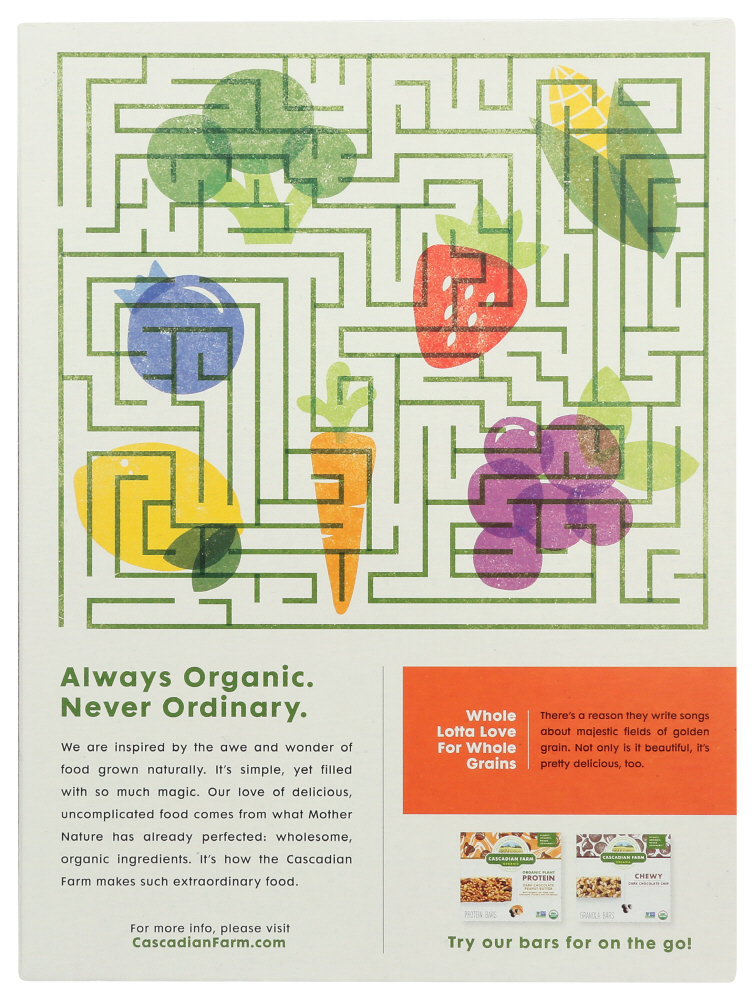 Always Organic.
Never Ordinary.
We are inspired by the awe and wonder of
food grown naturally. It's simple, yet filled
with so much magic. Our love of delicious,
uncomplicated food comes from what Mother
Nature has already perfected: wholesome,
organic ingredients. It's how the Cascadian
Farm makes such extraordinary food.
For more info, please visit
CascadianFarm.com
Whole
Lotta Love
For Whole
Grains
There's a reason they write songs
about majestic fields of golden
grain. Not only is it beautiful, it's
pretty delicious, too.
CASCADIAN FARM
ORGANIC
ORGANIC PLANT
PROTEIN
DARK CHOCOLATE
PEANUT BUTTER
PROTEIN BARS
CASCADIAN FARM
ORGANIC
CHEWY
DARK CHOCOLATE CHIP
GRANOLA BARS
Try our bars for on the go!